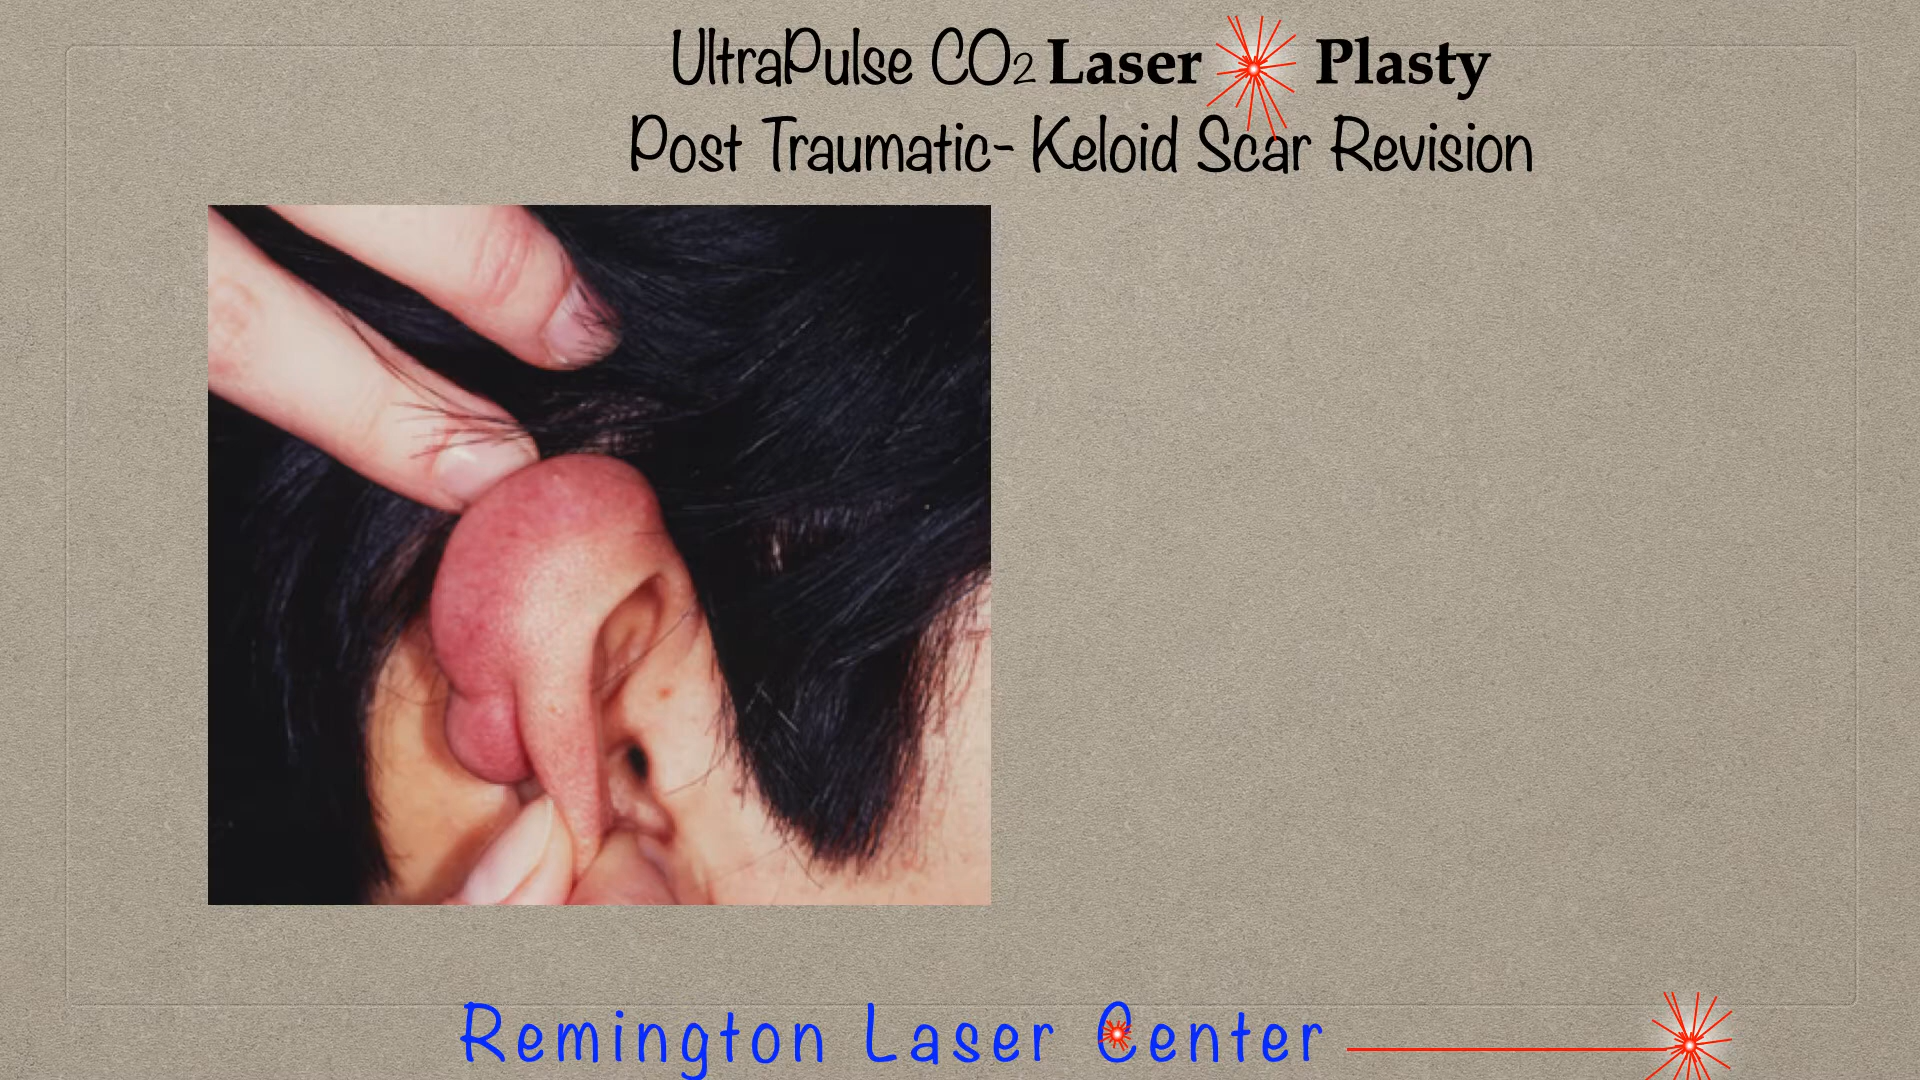 UltraPulse CO₂ Laser Plasty
Post Traumatic- Keloid Scar Revision
Remington Laser Center